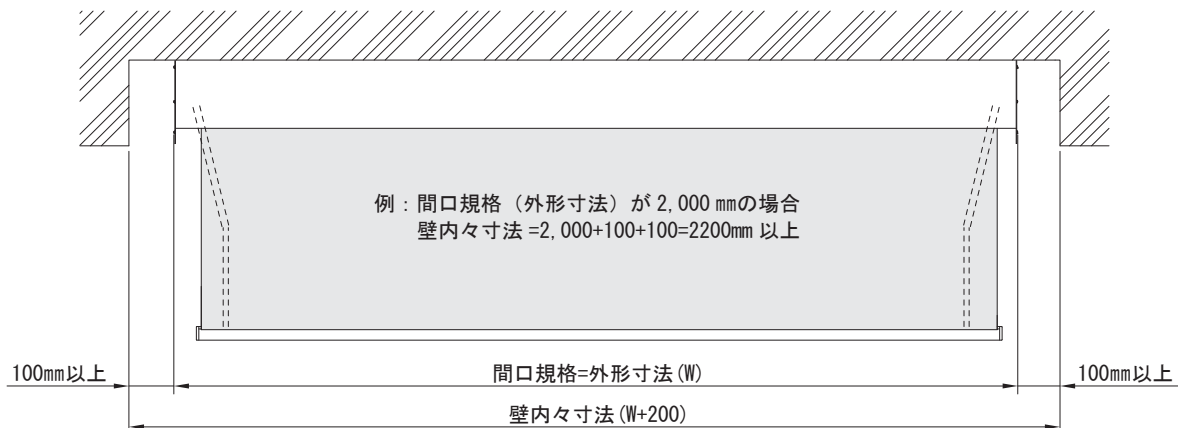 例：間口規格（外形寸法）が 2,000 ㎜の場合
壁内々寸法 =2,000+100+100=2200mm 以上
100mm以上
間口規格=外形寸法(W)
100mm以上
壁内々寸法(W+200)